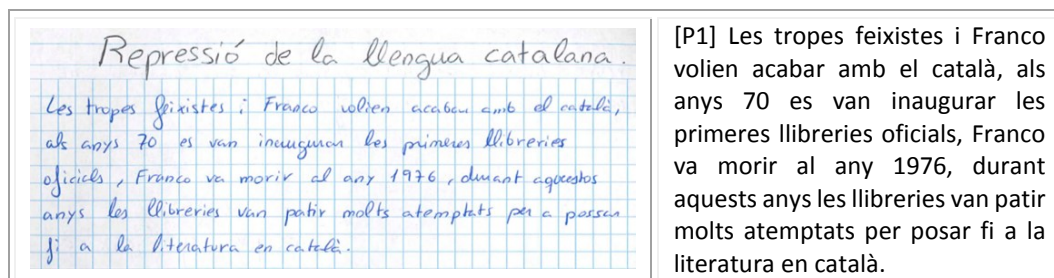 Repressió de la llengua catalana.
Les tropes feixistes i Franco volien acabar amb el català,
als anys 70 es van inaugurar les primeres llibreries
oficials, Franco va morir al any 1976, durant aquestos
anys les llibreries van patir molts atemptats per a possar
fi a la literatura en català.
[P1] Les tropes feixistes i Franco
volien acabar amb el català, als
anys 70 es van inaugurar les
primeres llibreries oficials, Franco
va morir al any 1976, durant
aquests anys les llibreries van patir
molts atemptats per posar fi a la
literatura en català.